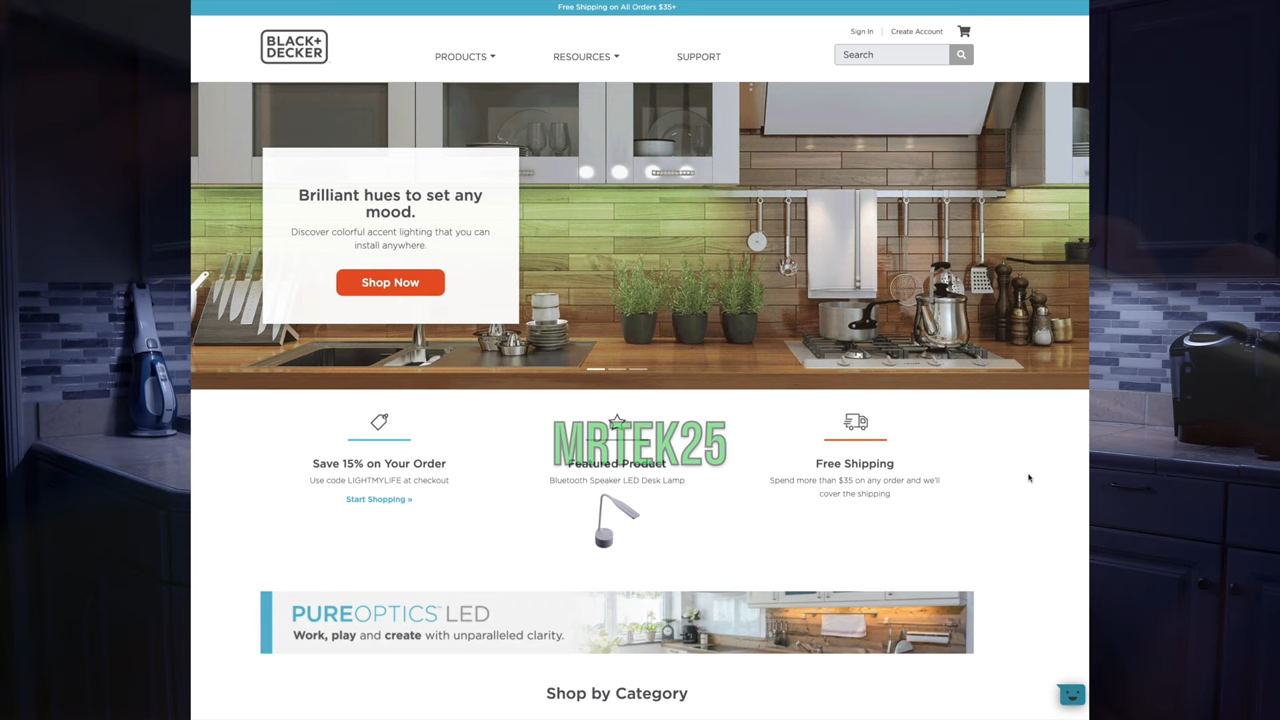 Free Shipping on All Orders $35+
BLACK+
DECKER
Sign In | Create Account
PRODUCTS
RESOURCES
SUPPORT
Search
Brilliant hues to set any
mood.
Discover colorful accent lighting that you can
install anywhere.
Shop Now
MRTEK25
Save 15% on Your Order
Use code LIGHTMYLIFE at checkout
Start Shopping »
Featured Product
Bluetooth Speaker LED Desk Lamp
Free Shipping
Spend more than $35 on any order and we'll
cover the shipping
PUREOPTICS™ LED
Work, play and create with unparalleled clarity.
Shop by Category